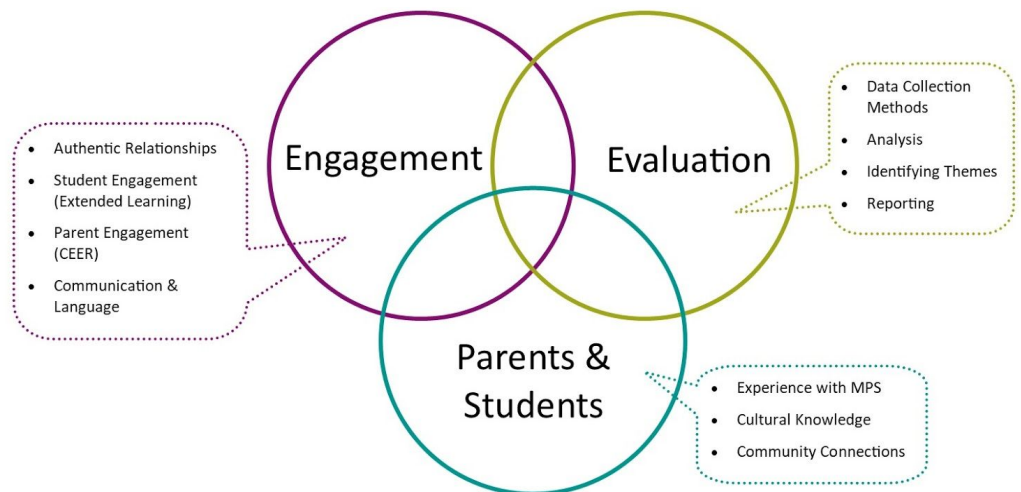 Engagement
Evaluation
Parents &
Students
• Authentic Relationships
• Student Engagement
(Extended Learning)
• Parent Engagement
(CEER)
• Communication &
Language
• Data Collection
Methods
• Analysis
• Identifying Themes
• Reporting
• Experience with MPS
• Cultural Knowledge
• Community Connections